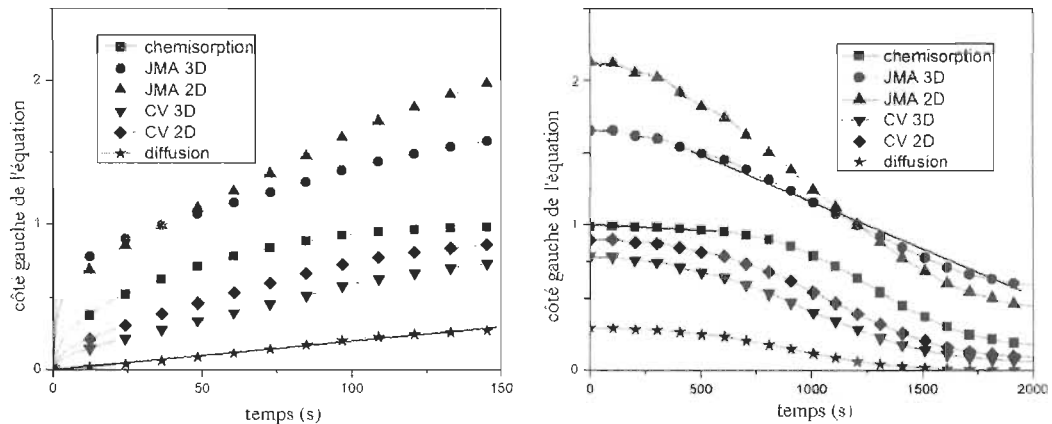 côté gauche de l'équation
2
1
0
chemisorption
JMA 3D
JMA 2D
CV 3D
CV 2D
diffusion
0
50
100
150
temps (s)
côté gauche de l'équation
2
1
0
chemisorption
JMA 3D
JMA 2D
CV 3D
CV 2D
diffusion
0
500
1000
1500
2000
temps (s)